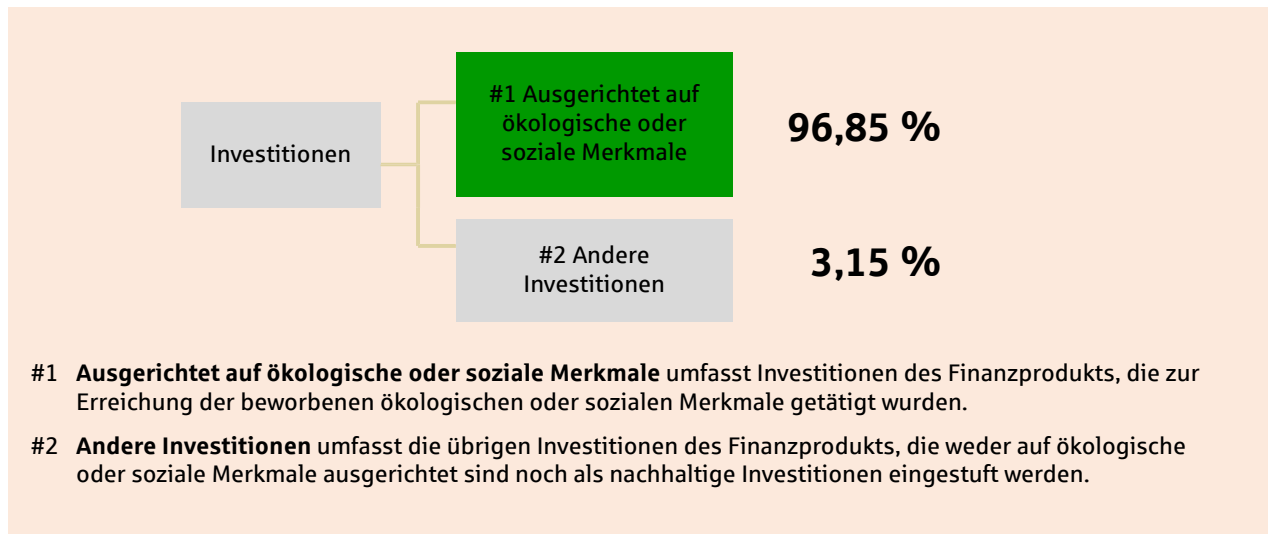 Investitionen
#1 Ausgerichtet auf
ökologische oder
soziale Merkmale
96,85 %
#2 Andere
Investitionen
3,15 %
#1 Ausgerichtet auf ökologische oder soziale Merkmale umfasst Investitionen des Finanzprodukts, die zur
Erreichung der beworbenen ökologischen oder sozialen Merkmale getätigt wurden.
#2 Andere Investitionen umfasst die übrigen Investitionen des Finanzprodukts, die weder auf ökologische
oder soziale Merkmale ausgerichtet sind noch als nachhaltige Investitionen eingestuft werden.